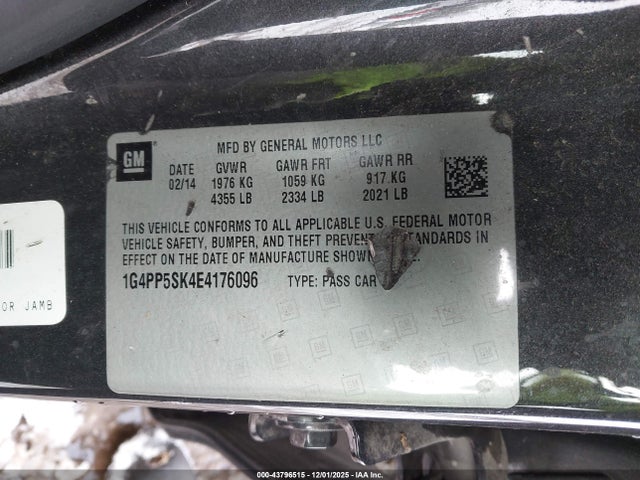 GM
MFD BY GENERAL MOTORS LLC
DATE GVWR GAWR FRT GAWR RR
02/14 1976 KG 1059 KG 917 KG
4355 LB 2334 LB 2021 LB
THIS VEHICLE CONFORMS TO ALL APPLICABLE U.S. FEDERAL MOTOR
VEHICLE SAFETY, BUMPER, AND THEFT PREVEN STANDARDS IN
EFFECT ON THE DATE OF MANUFACTURE SHOWN
1G4PP5SK4E4176096 TYPE: PASS CAR
OR JAMB
000-43796515 - 12/01/2025 - IAA Inc.